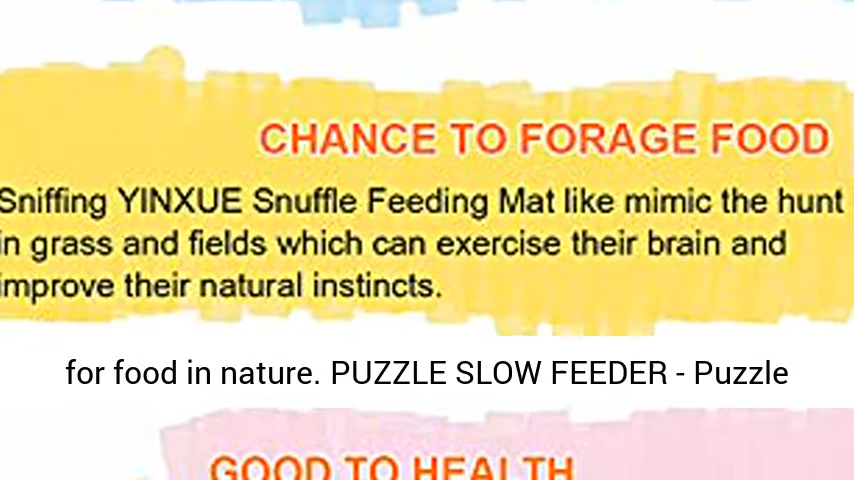 CHANCE TO FORAGE FOOD
Sniffing YINXUE Snuffle Feeding Mat like mimic the hunt
in grass and fields which can exercise their brain and
improve their natural instincts.
for food in nature. PUZZLE SLOW FEEDER - Puzzle
GOOD TO HEALTH